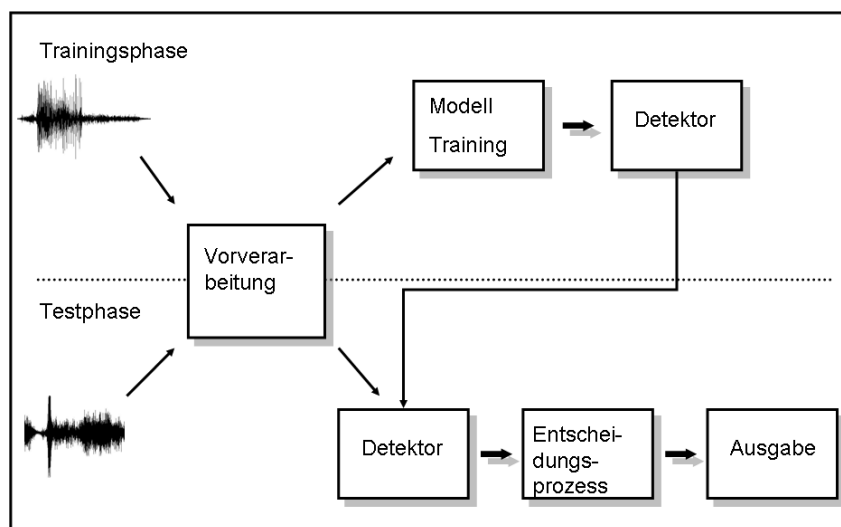 Trainingsphase
Modell
Training
Detektor
Vorverar-
beitung
Testphase
Detektor
Entschei-
dungs-
prozess
Ausgabe